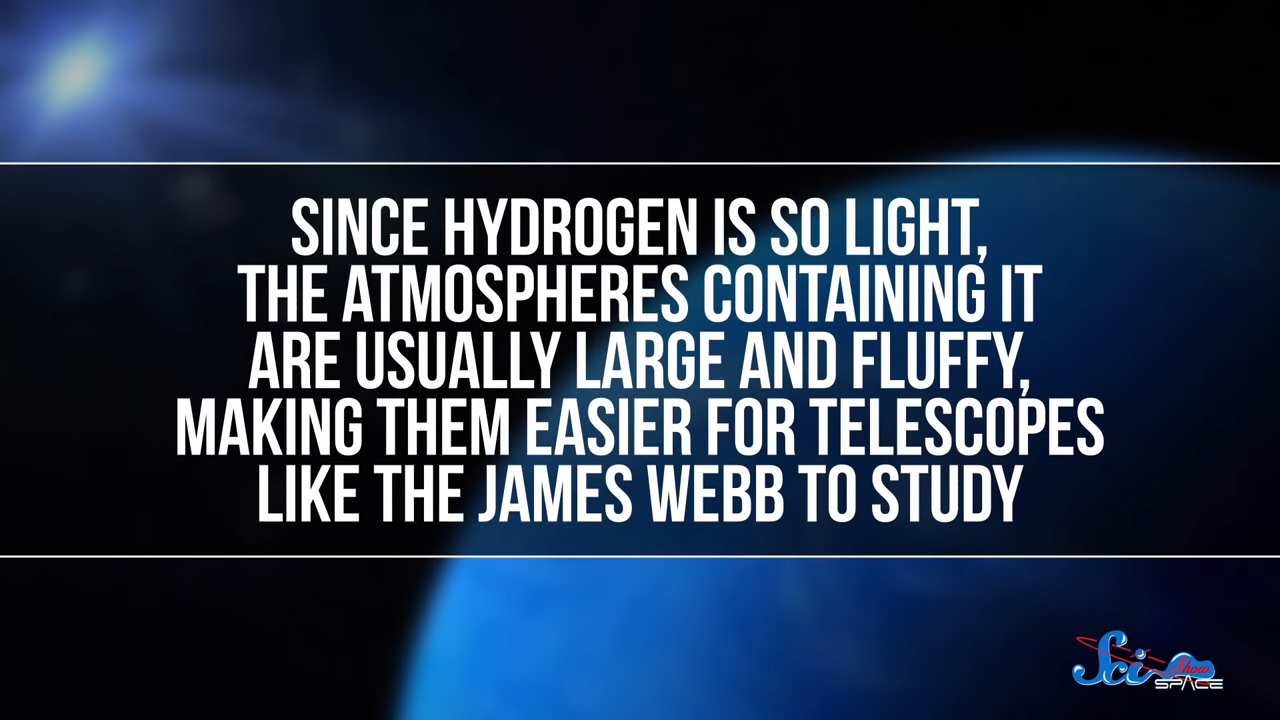 SINCE HYDROGEN IS SO LIGHT,
THE ATMOSPHERES CONTAINING IT
ARE USUALLY LARGE AND FLUFFY,
MAKING THEM EASIER FOR TELESCOPES
LIKE THE JAMES WEBB TO STUDY
Sci Show
SPACE